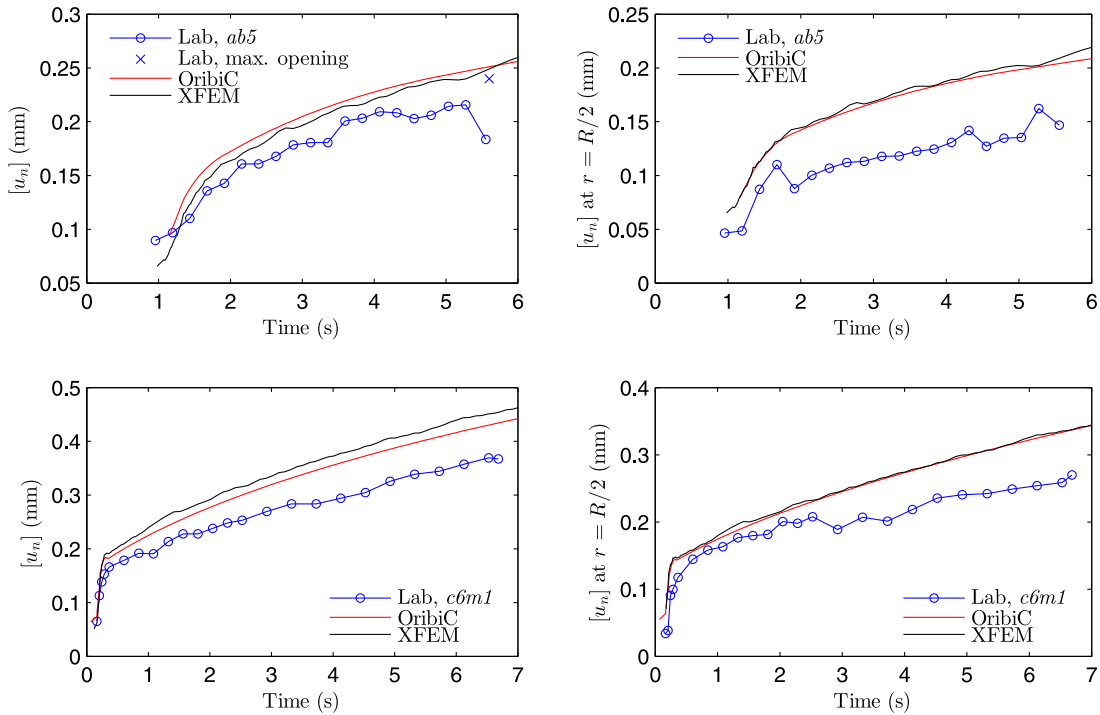 0.3
0.25
0.2
0.15
0.1
0.05
0 1 2 3 4 5 6
[uₙ] (mm)
Time (s)
Lab, ab5
Lab, max. opening
OribiC
XFEM
0.25
0.2
0.15
0.1
0.05
0
0 1 2 3 4 5 6
[uₙ] at r = R/2 (mm)
Time (s)
Lab, ab5
OribiC
XFEM
0.5
0.4
0.3
0.2
0.1
0
0 1 2 3 4 5 6 7
[uₙ] (mm)
Time (s)
Lab, c6m1
OribiC
XFEM
0.4
0.3
0.2
0.1
0
0 1 2 3 4 5 6 7
[uₙ] at r = R/2 (mm)
Time (s)
Lab, c6m1
OribiC
XFEM